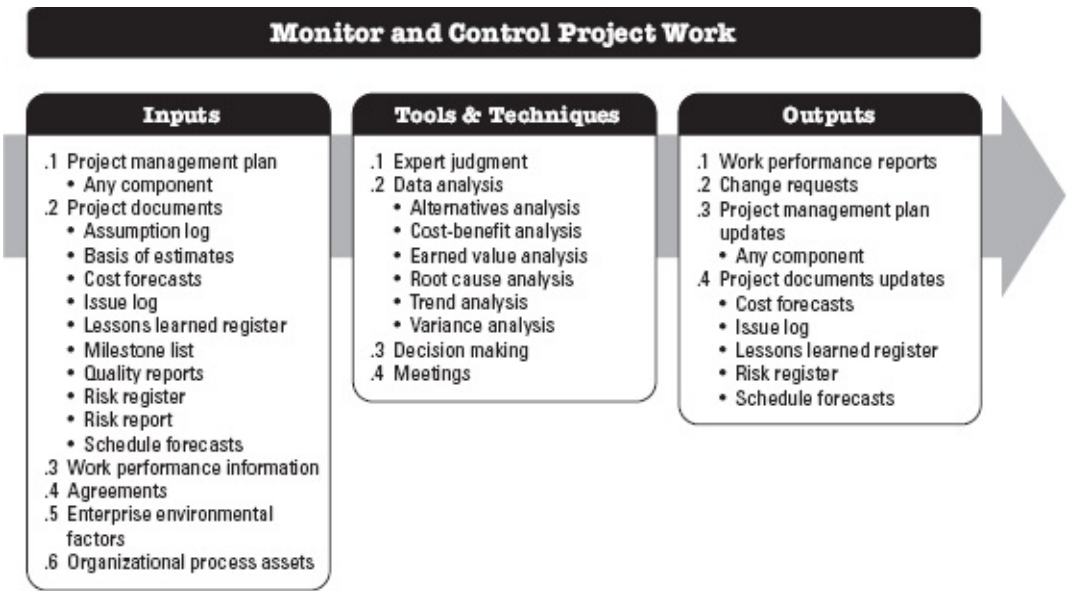 Monitor and Control Project Work
Inputs
.1 Project management plan
• Any component
.2 Project documents
• Assumption log
• Basis of estimates
• Cost forecasts
• Issue log
• Lessons learned register
• Milestone list
• Quality reports
• Risk register
• Risk report
• Schedule forecasts
.3 Work performance information
.4 Agreements
.5 Enterprise environmental
factors
.6 Organizational process assets
Tools & Techniques
.1 Expert judgment
.2 Data analysis
• Alternatives analysis
• Cost-benefit analysis
• Earned value analysis
• Root cause analysis
• Trend analysis
• Variance analysis
.3 Decision making
.4 Meetings
Outputs
.1 Work performance reports
.2 Change requests
.3 Project management plan
updates
• Any component
.4 Project documents updates
• Cost forecasts
• Issue log
• Lessons learned register
• Risk register
• Schedule forecasts